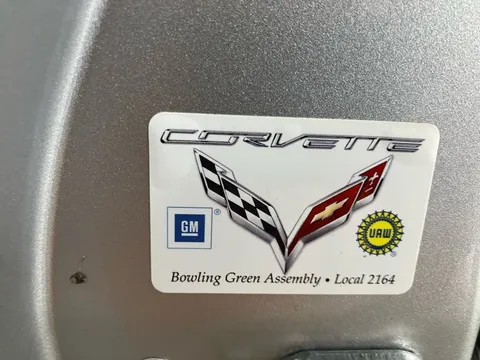 CORVETTE
GM ®
UAW
Bowling Green Assembly • Local 2164